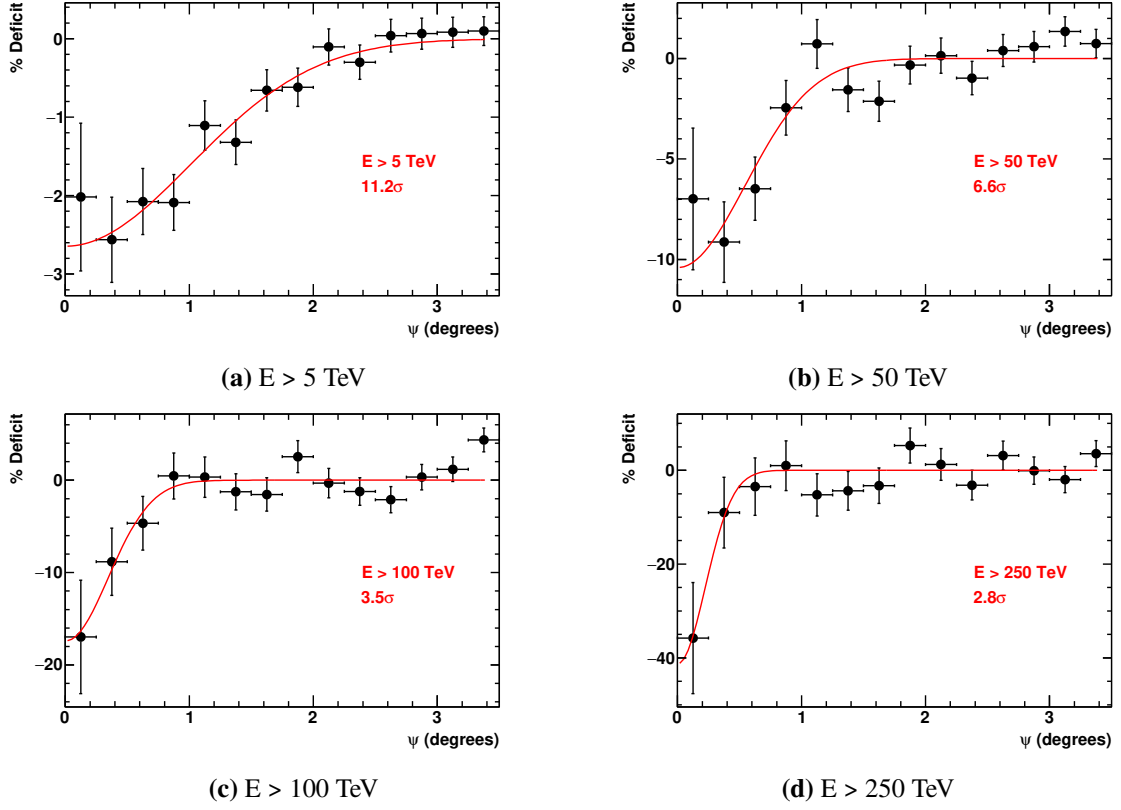 % Deficit
0
−1
−2
−3
E > 5 TeV
11.2σ
0 1 2 3
ψ (degrees)
(a) E > 5 TeV
% Deficit
0
−5
−10
E > 50 TeV
6.6σ
0 1 2 3
ψ (degrees)
(b) E > 50 TeV
% Deficit
0
−10
−20
E > 100 TeV
3.5σ
0 1 2 3
ψ (degrees)
(c) E > 100 TeV
% Deficit
0
−20
−40
E > 250 TeV
2.8σ
0 1 2 3
ψ (degrees)
(d) E > 250 TeV